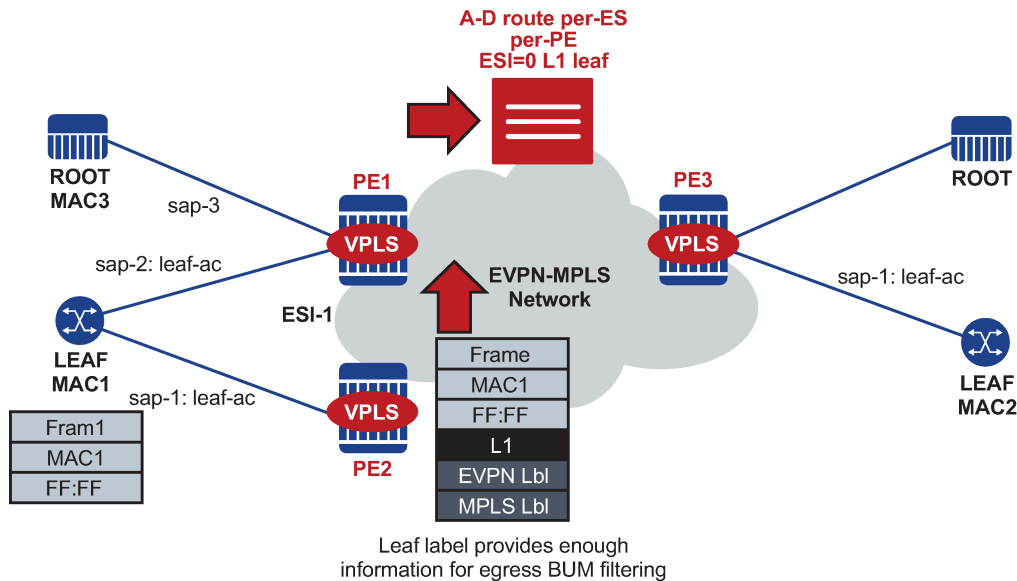 A-D route per-ES
per-PE
ESI=0 L1 leaf
ROOT
MAC3
sap-3
PE1
VPLS
sap-2: leaf-ac
ESI-1
LEAF
MAC1
sap-1: leaf-ac
VPLS
PE2
Fram1
MAC1
FF:FF
EVPN-MPLS
Network
Frame
MAC1
FF:FF
L1
EVPN Lbl
MPLS Lbl
PE3
VPLS
ROOT
sap-1: leaf-ac
LEAF
MAC2
Leaf label provides enough
information for egress BUM filtering